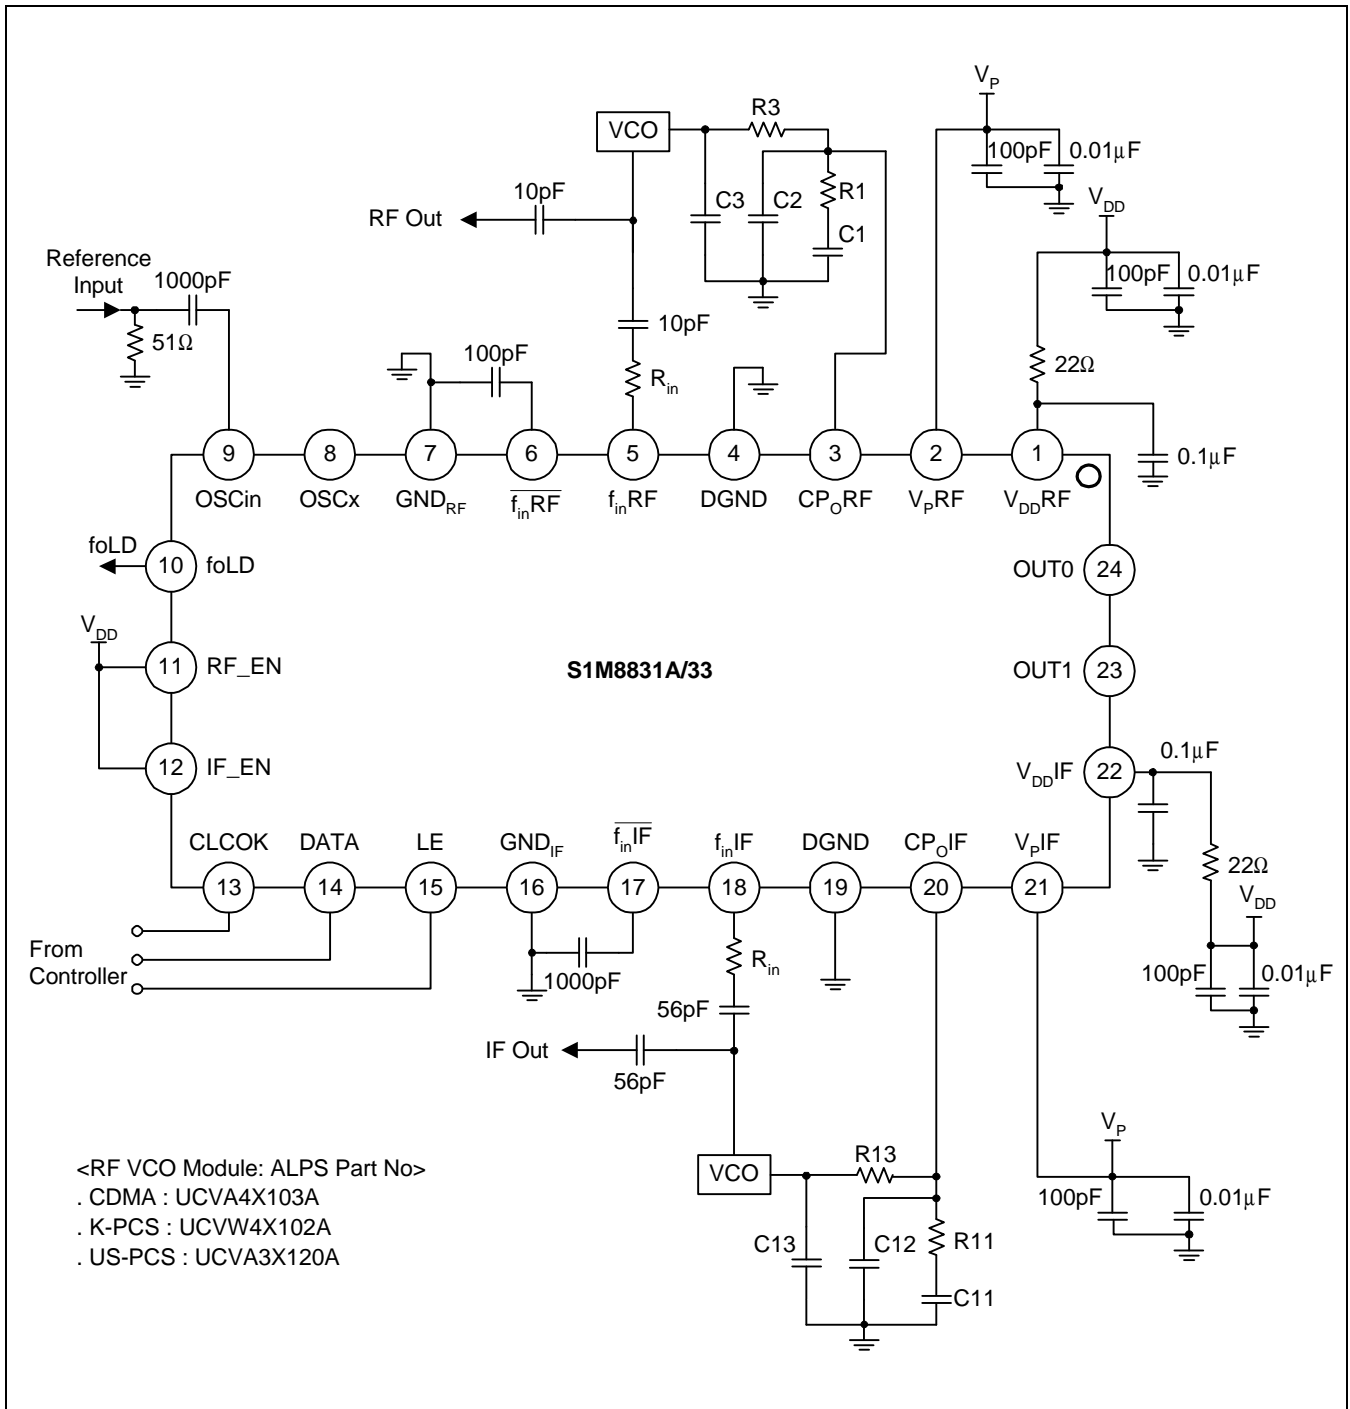 V_P
R3
VCO
100pF
0.01μF
10pF
C3
C2
R1
V_DD
RF Out
C1
Reference
Input
1000pF
100pF
0.01μF
51Ω
10pF
100pF
R_in
22Ω
9
8
7
6
5
4
3
2
1
0.1μF
OSCin
OSCx
GND_RF
f̅_i̅n̅R̅F̅
f_inRF
DGND
CP_ORF
V_PRF
V_DDRF
foLD
10
foLD
OUT0
24
V_DD
11
RF_EN
S1M8831A/33
OUT1
23
12
IF_EN
V_DDIF
22
0.1μF
CLCOK
DATA
LE
GND_IF
f̅_i̅n̅I̅F̅
f_inIF
DGND
CP_OIF
V_PIF
13
14
15
16
17
18
19
20
21
22Ω
V_DD
From
Controller
1000pF
R_in
100pF
0.01μF
56pF
IF Out
56pF
V_P
<RF VCO Module: ALPS Part No>
. CDMA : UCVA4X103A
. K-PCS : UCVW4X102A
. US-PCS : UCVA3X120A
VCO
R13
100pF
0.01μF
C13
C12
R11
C11